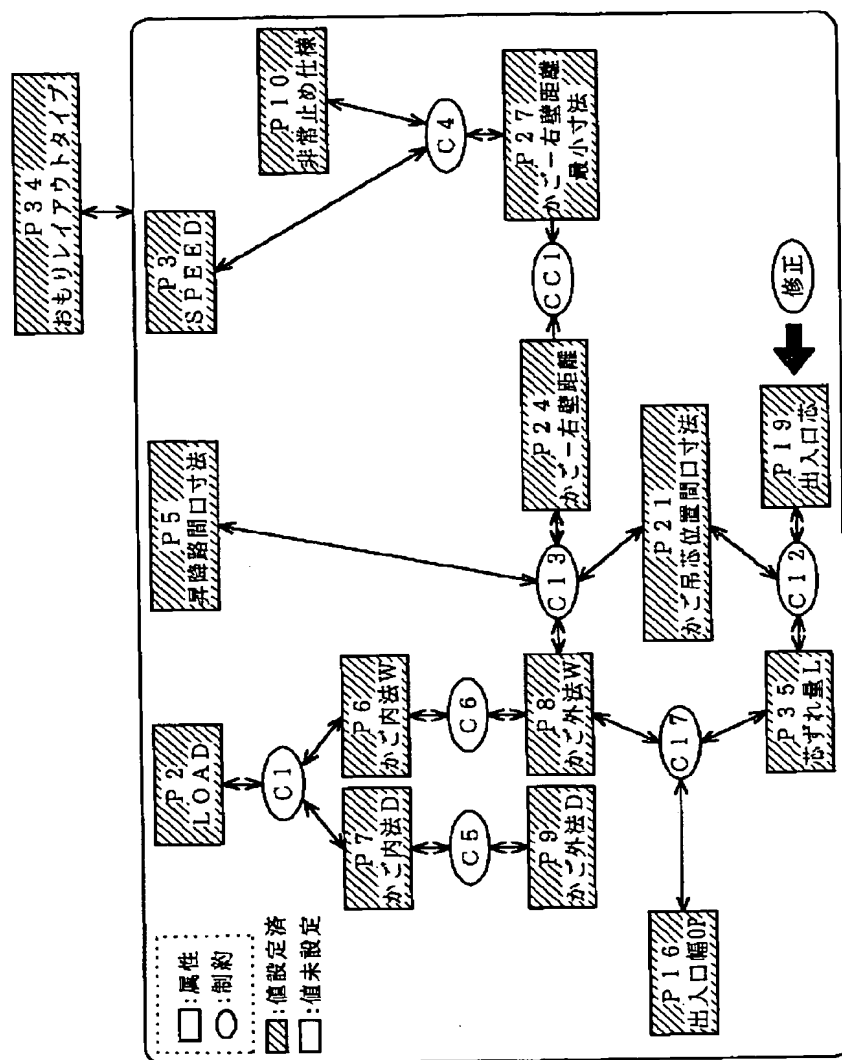 P34
おもりレイアウトタイプ
□:属性
○:制約
:値設定済
:値未設定
P2
LOAD
P5
昇降路間口寸法
P3
SPEED
P10
非常止め仕様
C1
P7
かご内法D
P6
かご内法W
C5
C6
C4
P9
かご外法D
P8
かご外法W
C13
P24
かご−右壁距離
CC1
P27
かご−右壁距離
最小寸法
P16
出入口幅OP
C17
P21
かご吊芯位置間口寸法
P35
芯ずれ量L
C12
P19
出入口芯
修正